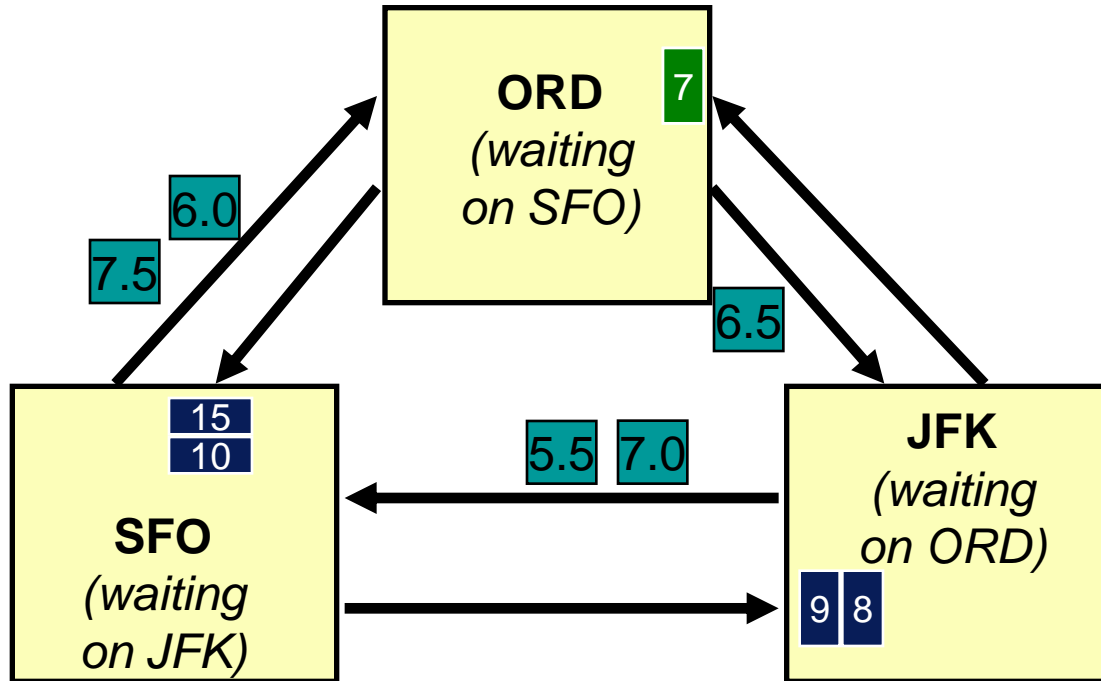 ORD
(waiting
on SFO)
7
6.0
7.5
6.5
15
10
5.5 7.0
SFO
(waiting
on JFK)
JFK
(waiting
on ORD)
9 8